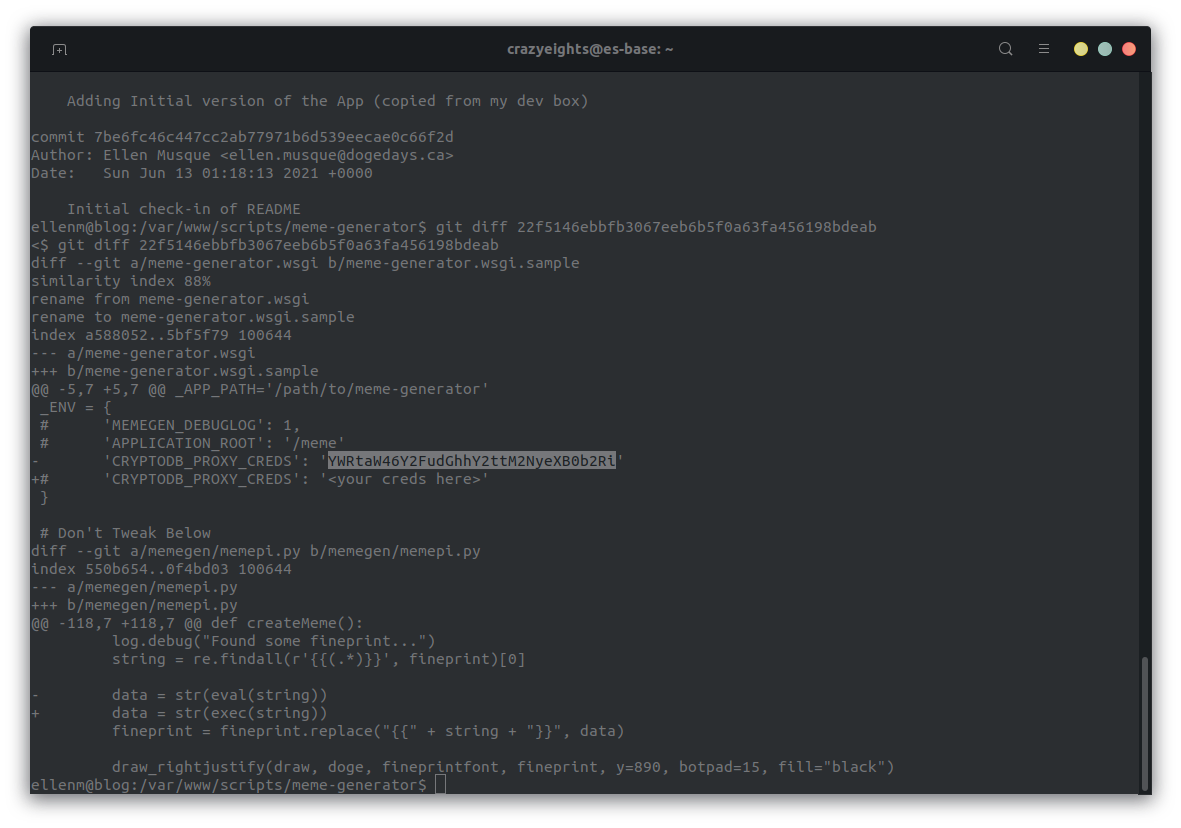 crazyeights@es-base: ~
    Adding Initial version of the App (copied from my dev box)
commit 7be6fc46c447cc2ab77971b6d539eecae0c66f2d
Author: Ellen Musque <ellen.musque@dogedays.ca>
Date:   Sun Jun 13 01:18:13 2021 +0000
    Initial check-in of README
ellenm@blog:/var/www/scripts/meme-generator$ git diff 22f5146ebbfb3067eeb6b5f0a63fa456198bdeab
<$ git diff 22f5146ebbfb3067eeb6b5f0a63fa456198bdeab
diff --git a/meme-generator.wsgi b/meme-generator.wsgi.sample
similarity index 88%
rename from meme-generator.wsgi
rename to meme-generator.wsgi.sample
index a588052..5bf5f79 100644
--- a/meme-generator.wsgi
+++ b/meme-generator.wsgi.sample
@@ -5,7 +5,7 @@ _APP_PATH='/path/to/meme-generator'
 _ENV = {
 #      'MEMEGEN_DEBUGLOG': 1,
 #      'APPLICATION_ROOT': '/meme'
-       'CRYPTODB_PROXY_CREDS': 'YWRtaW46Y2FudGhhY2ttM2NyeXB0b2Ri'
+#      'CRYPTODB_PROXY_CREDS': '<your creds here>'
 }
 # Don't Tweak Below
diff --git a/memegen/memepi.py b/memegen/memepi.py
index 550b654..0f4bd03 100644
--- a/memegen/memepi.py
+++ b/memegen/memepi.py
@@ -118,7 +118,7 @@ def createMeme():
         log.debug("Found some fineprint...")
         string = re.findall(r'{{(.*)}}', fineprint)[0]
-        data = str(eval(string))
+        data = str(exec(string))
         fineprint = fineprint.replace("{{" + string + "}}", data)
         draw_rightjustify(draw, doge, fineprintfont, fineprint, y=890, botpad=15, fill="black")
ellenm@blog:/var/www/scripts/meme-generator$